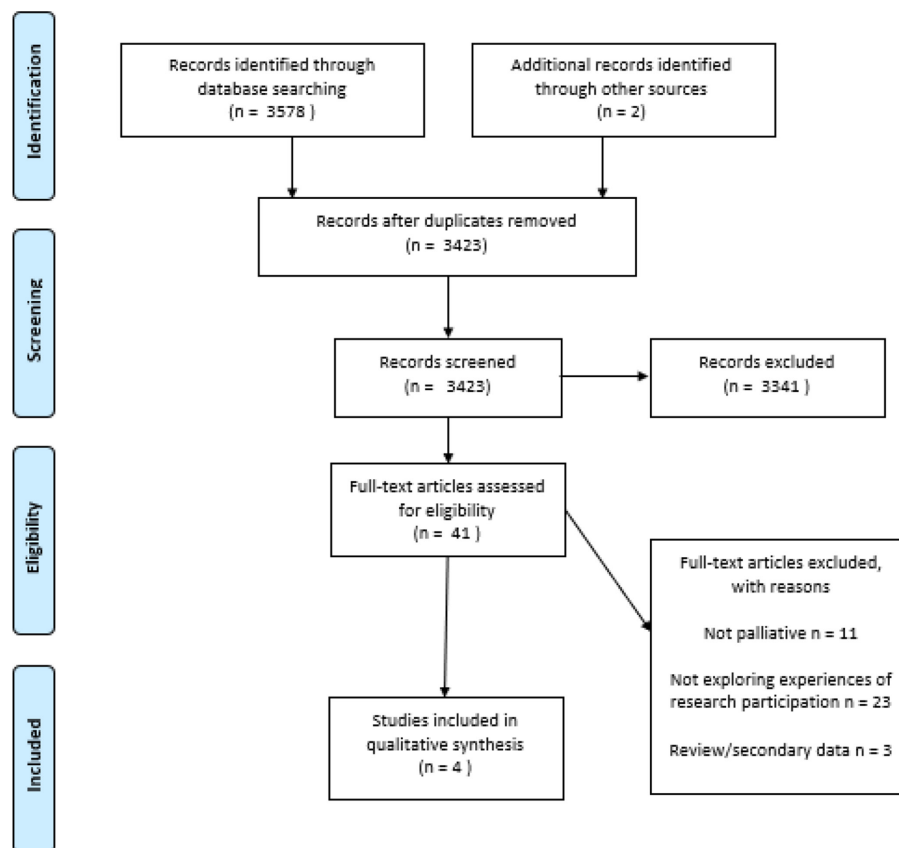 Identification
Records identified through
database searching
(n = 3578 )
Additional records identified
through other sources
(n = 2)
Records after duplicates removed
(n = 3423)
Screening
Records screened
(n = 3423)
Records excluded
(n = 3341 )
Eligibility
Full-text articles assessed
for eligibility
(n = 41 )
Full-text articles excluded,
with reasons
Not palliative n = 11
Not exploring experiences of
research participation n = 23
Review/secondary data n = 3
Included
Studies included in
qualitative synthesis
(n = 4 )